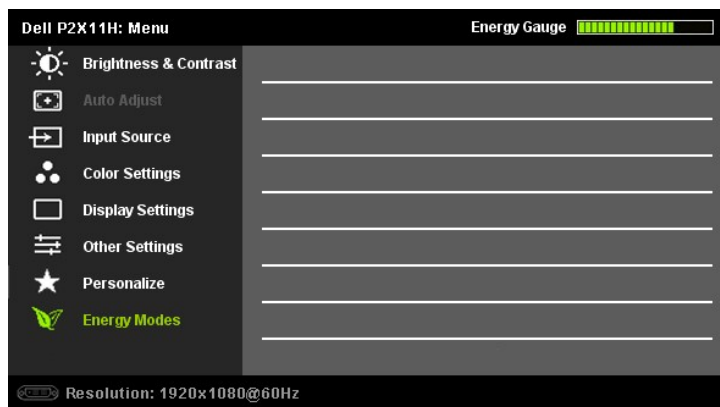 Dell P2X11H: Menu
Energy Gauge
Brightness & Contrast
Auto Adjust
Input Source
Color Settings
Display Settings
Other Settings
Personalize
Energy Modes
Resolution: 1920x1080@60Hz